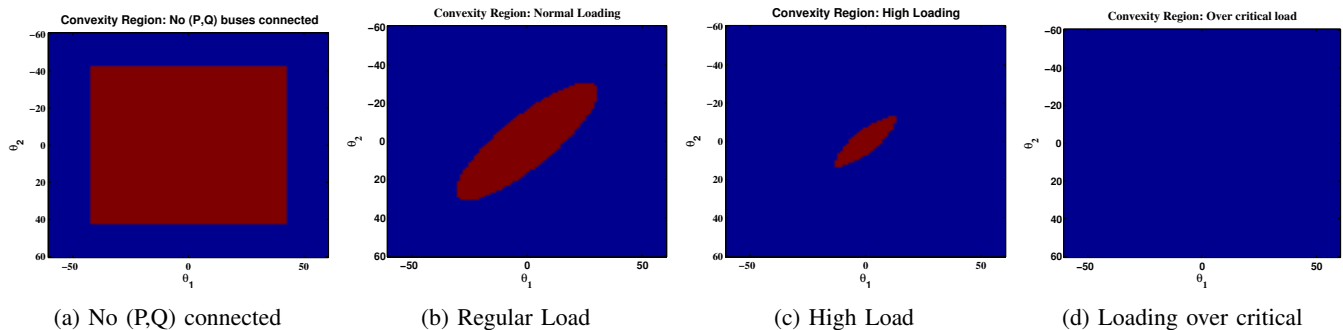 Convexity Region: No (P,Q) buses connected
−60
−40
−20
0
20
40
60
θ2
−50
0
50
θ1
(a) No (P,Q) connected
Convexity Region: Normal Loading
−60
−40
−20
0
20
40
60
θ2
−50
0
50
θ1
(b) Regular Load
Convexity Region: High Loading
−60
−40
−20
0
20
40
60
θ2
−50
0
50
θ1
(c) High Load
Convexity Region: Over critical load
−60
−40
−20
0
20
40
60
θ2
−50
0
50
θ1
(d) Loading over critical